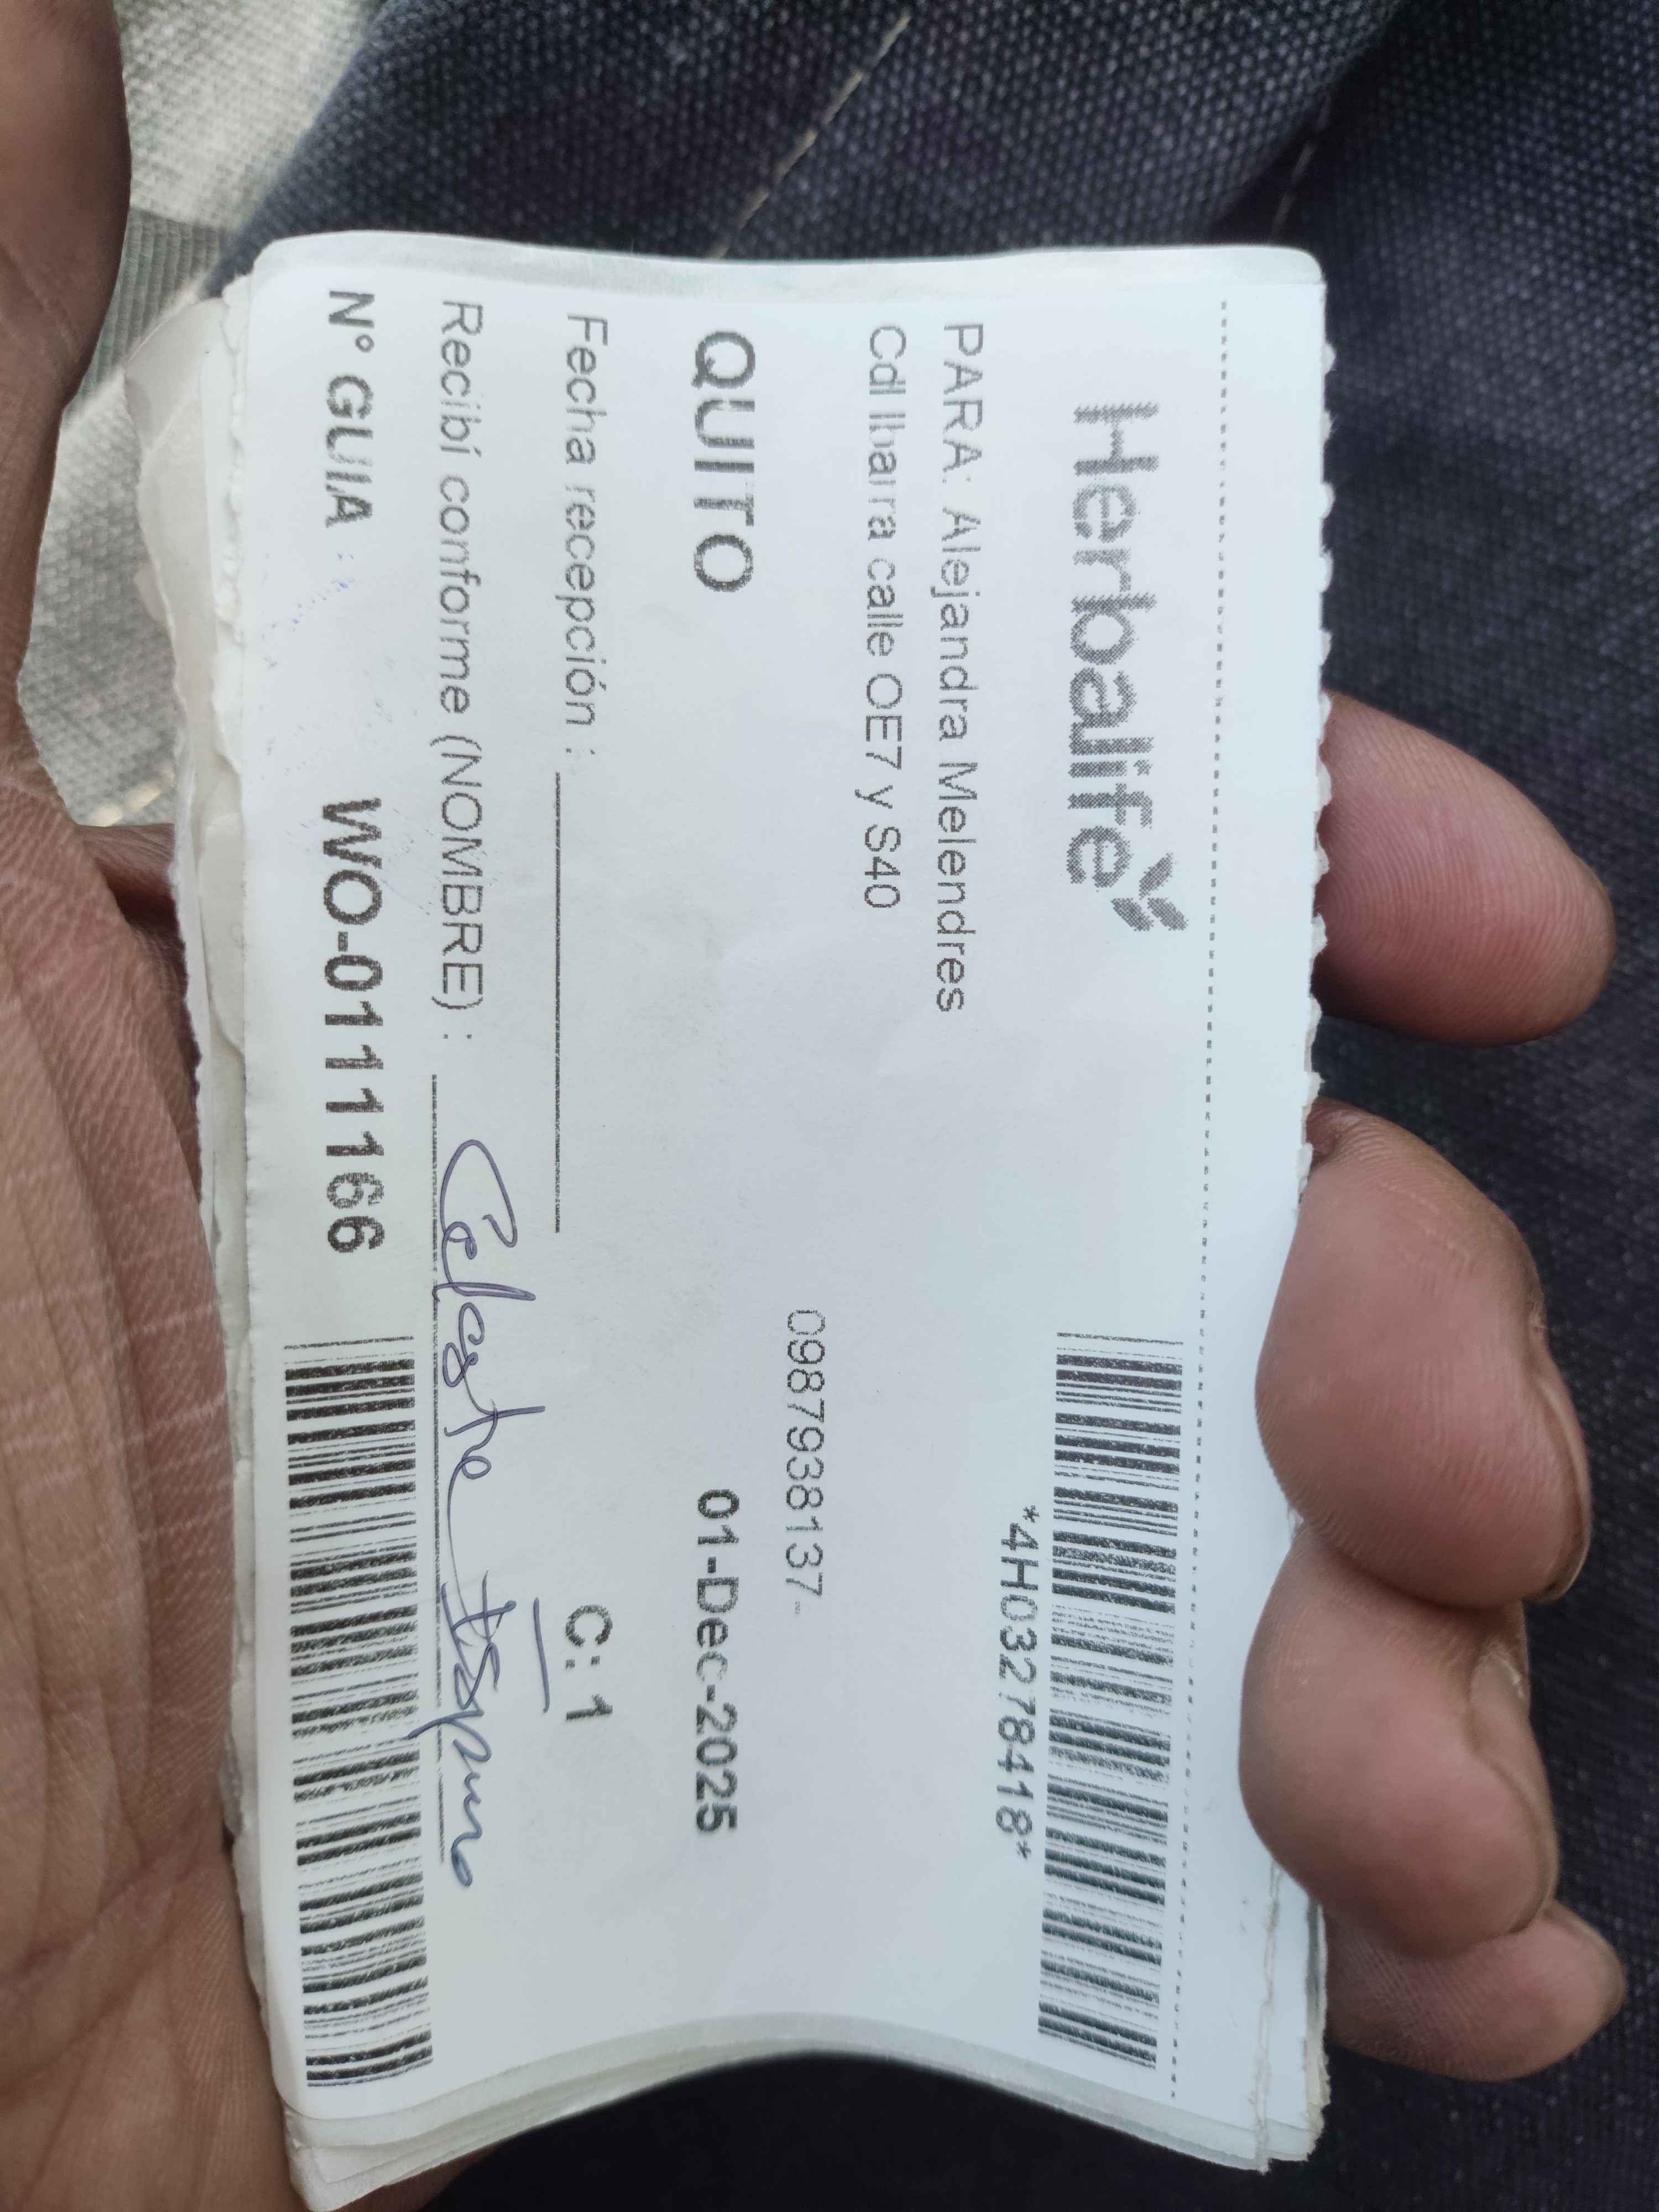 Herbalife
*4H03278418*
PARA: Alejandra Melendres
Cdl Ibarra calle OE7 y S40
0987938137
QUITO 01-Dec-2025
Fecha recepción :
C: 1
Recibí conforme (NOMBRE) : Celeste
N° GUIA : WO-0111166